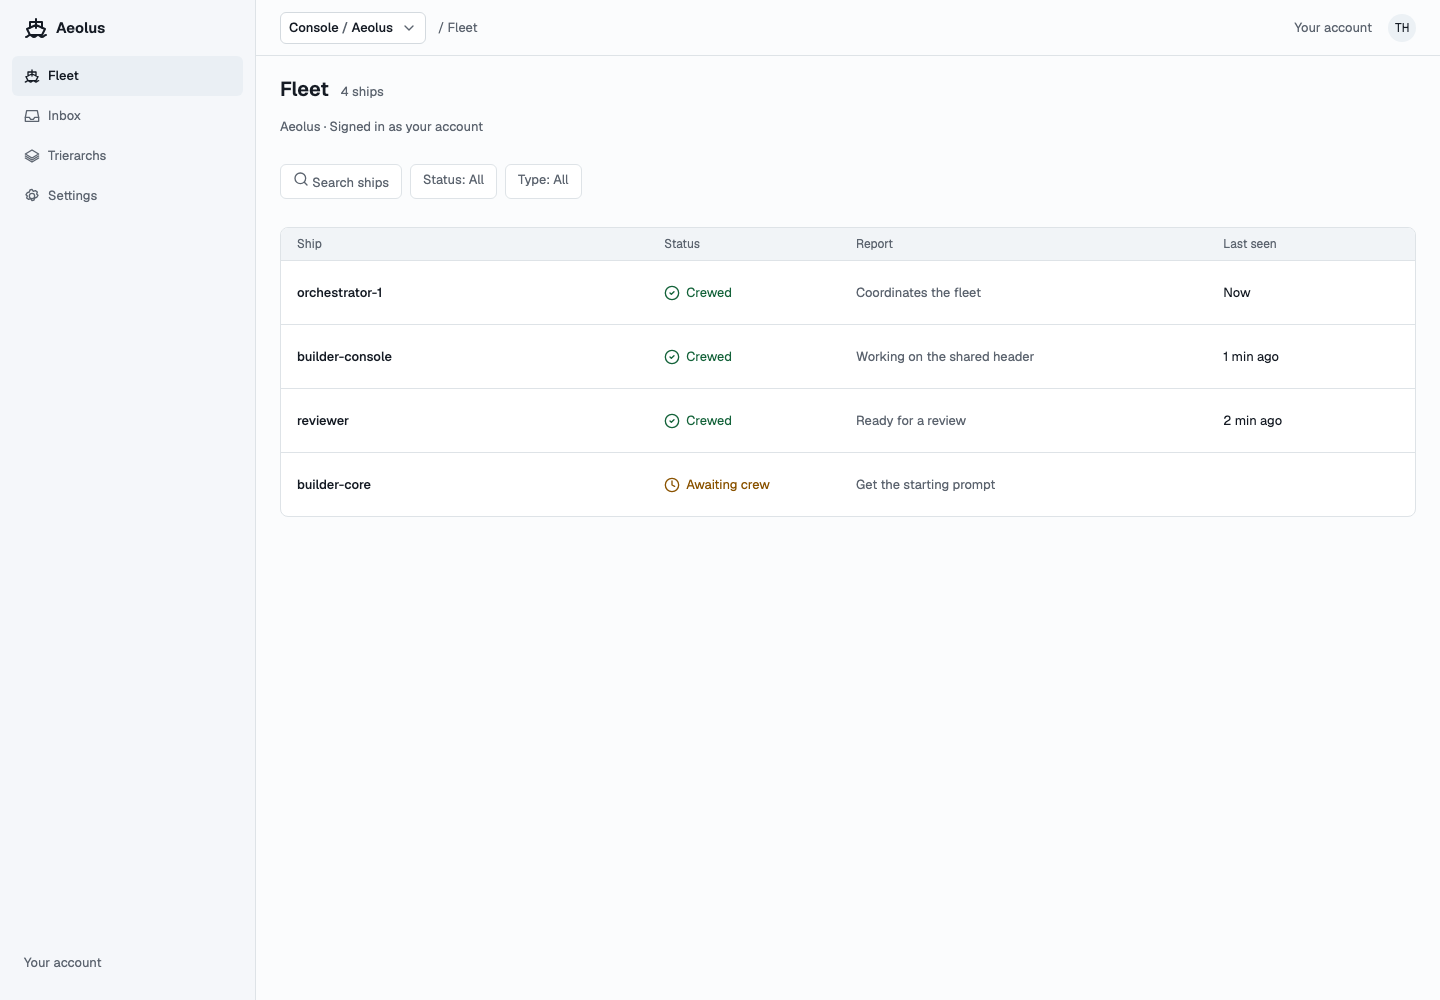 Aeolus
Console / Aeolus
/ Fleet
Your account
TH
Fleet
Inbox
Trierarchs
Settings
Fleet 4 ships
Aeolus · Signed in as your account
Search ships
Status: All
Type: All
Ship Status Report Last seen
orchestrator-1 Crewed Coordinates the fleet Now
builder-console Crewed Working on the shared header 1 min ago
reviewer Crewed Ready for a review 2 min ago
builder-core Awaiting crew Get the starting prompt
Your account